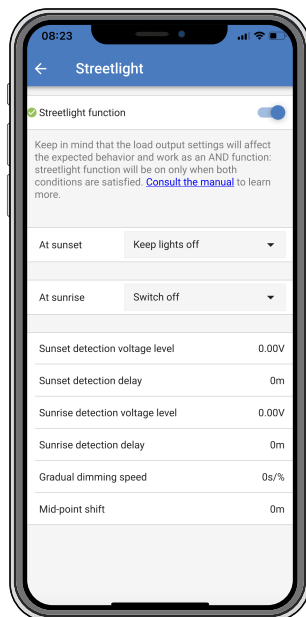 08:23
Streetlight
Streetlight function
Keep in mind that the load output settings will affect
the expected behavior and work as an AND function:
streetlight function will be on only when both
conditions are satisfied. Consult the manual to learn
more.
At sunset Keep lights off
At sunrise Switch off
Sunset detection voltage level 0.00V
Sunset detection delay 0m
Sunrise detection voltage level 0.00V
Sunrise detection delay 0m
Gradual dimming speed 0s/%
Mid-point shift 0m